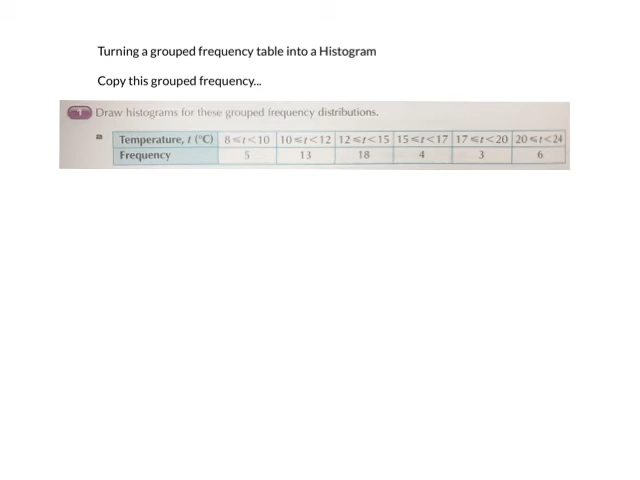 Turning a grouped frequency table into a Histogram
Copy this grouped frequency...
1 Draw histograms for these grouped frequency distributions.
a Temperature, t (°C) 8⩽t<10 10⩽t<12 12⩽t<15 15⩽t<17 17⩽t<20 20⩽t<24
Frequency 5 13 18 4 3 6